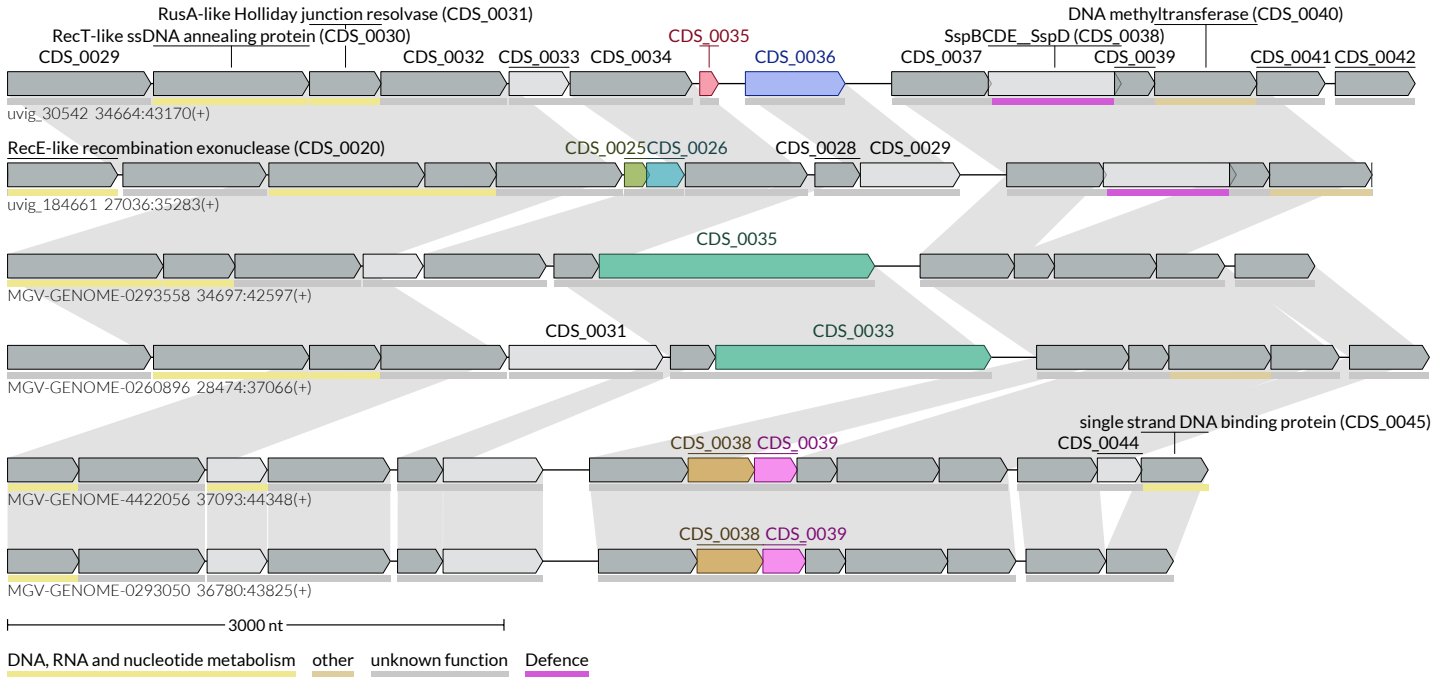 RusA-like Holliday junction resolvase (CDS_0031)
DNA methyltransferase (CDS_0040)
RecT-like ssDNA annealing protein (CDS_0030)
CDS_0035
SspBCDE__SspD (CDS_0038)
CDS_0029 CDS_0032 CDS_0033 CDS_0034 CDS_0036 CDS_0037 CDS_0039 CDS_0041 CDS_0042
uvig_30542 34664:43170(+)
RecE-like recombination exonuclease (CDS_0020) CDS_0025 CDS_0026 CDS_0028 CDS_0029
uvig_184661 27036:35283(+)
CDS_0035
MGV-GENOME-0293558 34697:42597(+)
CDS_0031 CDS_0033
MGV-GENOME-0260896 28474:37066(+)
single strand DNA binding protein (CDS_0045)
CDS_0038 CDS_0039 CDS_0044
MGV-GENOME-4422056 37093:44348(+)
CDS_0038 CDS_0039
MGV-GENOME-0293050 36780:43825(+)
3000 nt
DNA, RNA and nucleotide metabolism other unknown function Defence